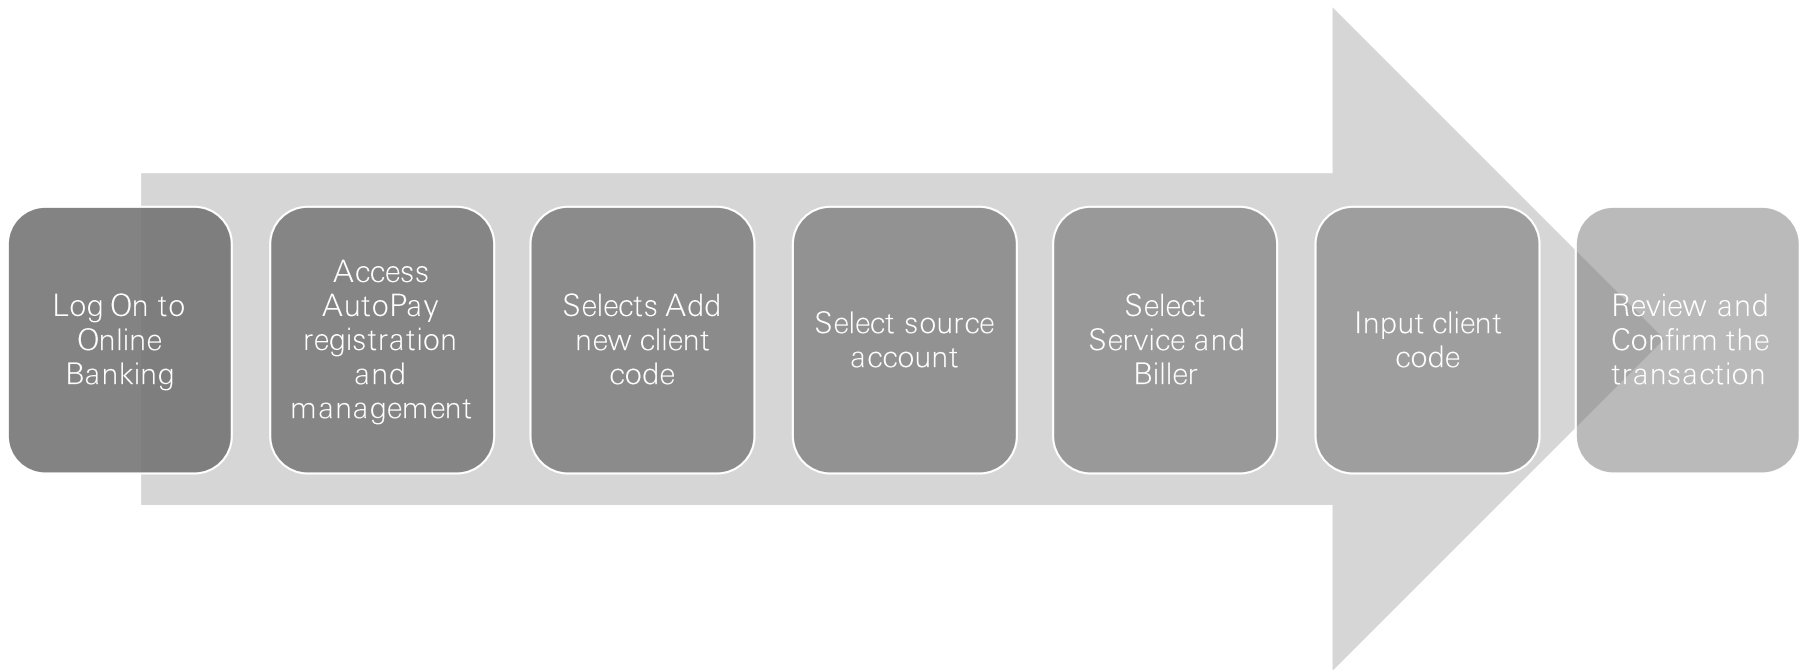 Log On to
Online
Banking
Access
AutoPay
registration
and
management
Selects Add
new client
code
Select source
account
Select
Service and
Biller
Input client
code
Review and
Confirm the
transaction